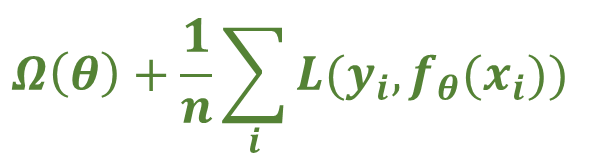 Ω(θ) + 1/n ∑_i L(y_i, f_θ(x_i))